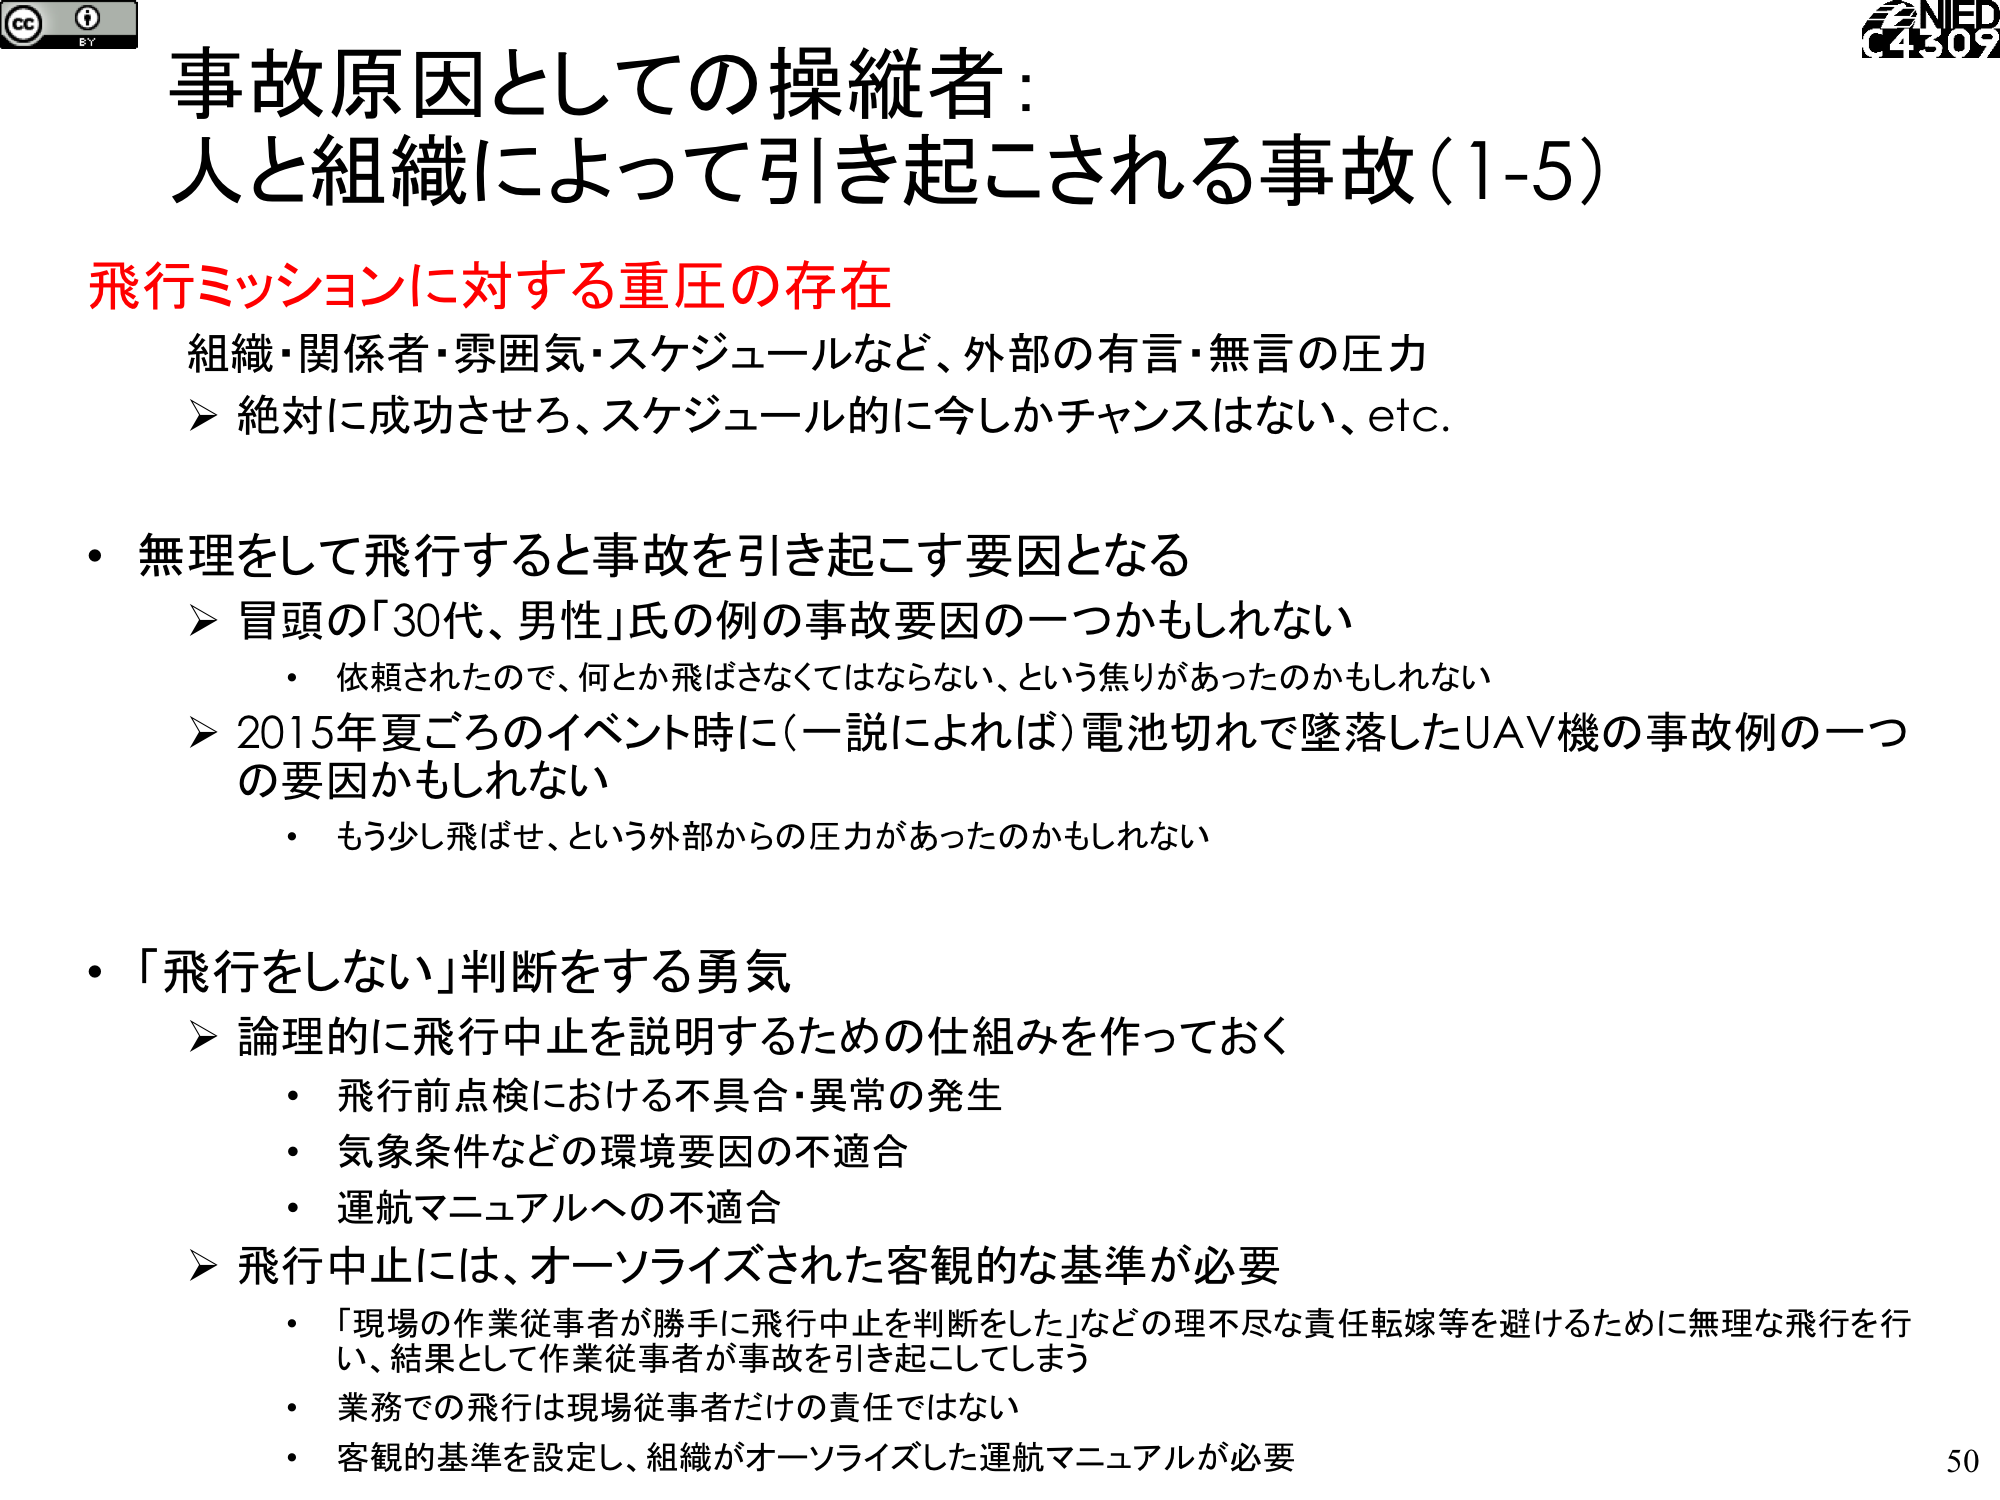 cc BY
NIED
C4309
事故原因としての操縦者:
人と組織によって引き起こされる事故(1-5)
飛行ミッションに対する重圧の存在
組織・関係者・雰囲気・スケジュールなど、外部の有言・無言の圧力
➢ 絶対に成功させろ、スケジュール的に今しかチャンスはない、etc.
• 無理をして飛行すると事故を引き起こす要因となる
➢ 冒頭の「30代、男性」氏の例の事故要因の一つかもしれない
• 依頼されたので、何とか飛ばさなくてはならない、という焦りがあったのかもしれない
➢ 2015年夏ごろのイベント時に(一説によれば)電池切れで墜落したUAV機の事故例の一つ
の要因かもしれない
• もう少し飛ばせ、という外部からの圧力があったのかもしれない
• 「飛行をしない」判断をする勇気
➢ 論理的に飛行中止を説明するための仕組みを作っておく
• 飛行前点検における不具合・異常の発生
• 気象条件などの環境要因の不適合
• 運航マニュアルへの不適合
➢ 飛行中止には、オーソライズされた客観的な基準が必要
• 「現場の作業従事者が勝手に飛行中止を判断をした」などの理不尽な責任転嫁等を避けるために無理な飛行を行
い、結果として作業従事者が事故を引き起こしてしまう
• 業務での飛行は現場従事者だけの責任ではない
• 客観的基準を設定し、組織がオーソライズした運航マニュアルが必要
50